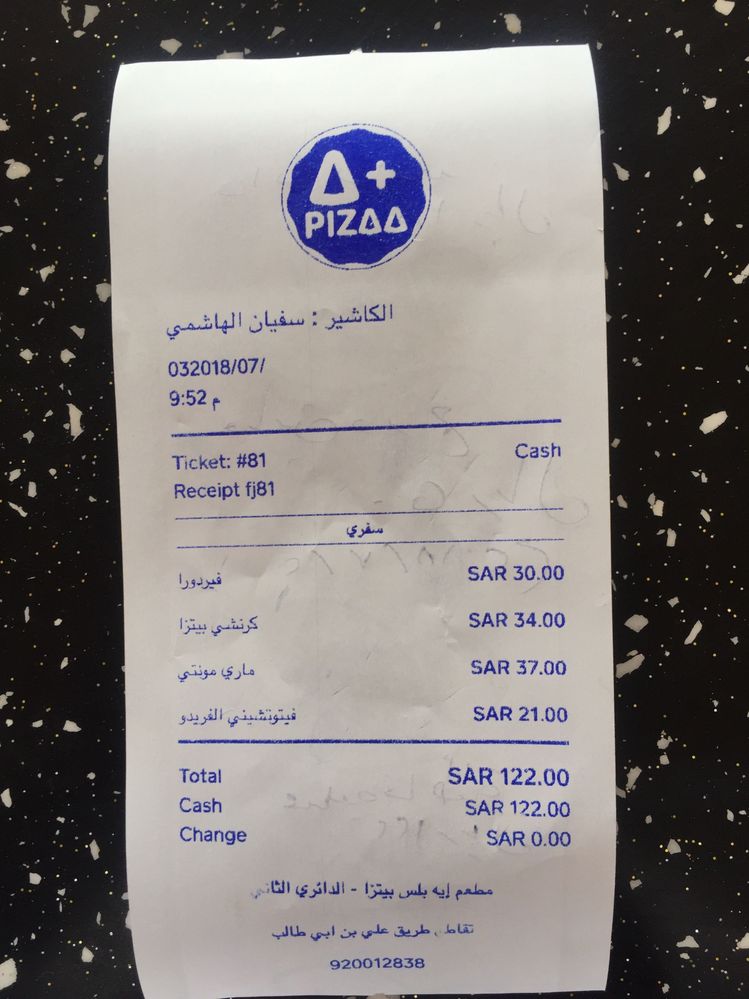 A+
PIZAA
الكاشير : سفيان الهاشمي
032018/07/
9:52 م
Ticket: #81 Cash
Receipt fj81
سفري
فيردورا SAR 30.00
كرنشي بيتزا SAR 34.00
ماري مونتي SAR 37.00
فيتوتشيني الفريدو SAR 21.00
Total SAR 122.00
Cash SAR 122.00
Change SAR 0.00
مطعم إيه بلس بيتزا - الدائري الثاني
تقاطع طريق علي بن ابي طالب
920012838